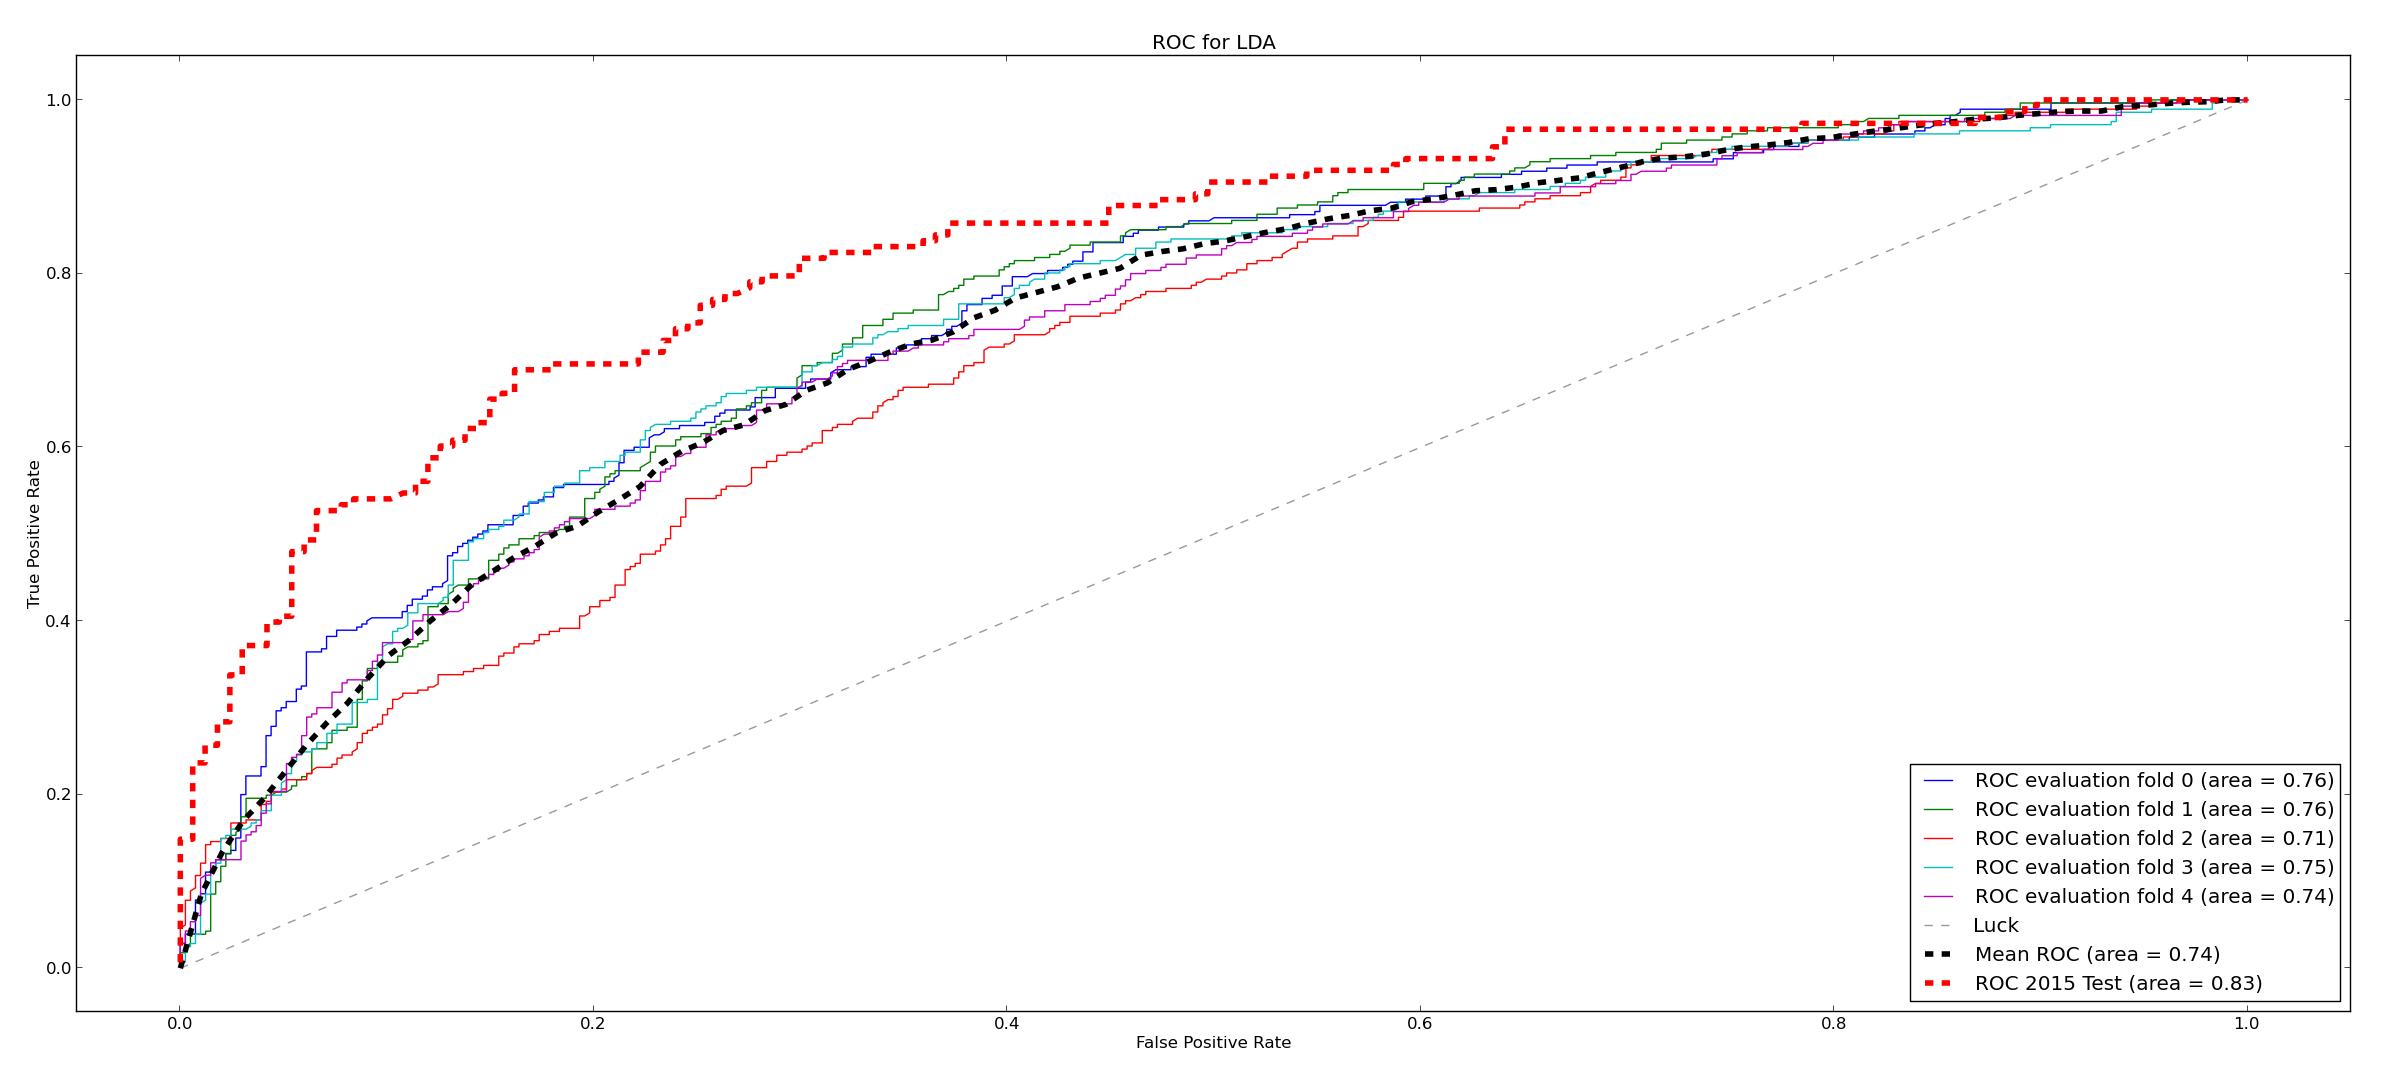 ROC for LDA
1.0
0.8
0.6
0.4
0.2
0.0
True Positive Rate
0.0
0.2
0.4
0.6
0.8
1.0
False Positive Rate
ROC evaluation fold 0 (area = 0.76)
ROC evaluation fold 1 (area = 0.76)
ROC evaluation fold 2 (area = 0.71)
ROC evaluation fold 3 (area = 0.75)
ROC evaluation fold 4 (area = 0.74)
Luck
Mean ROC (area = 0.74)
ROC 2015 Test (area = 0.83)